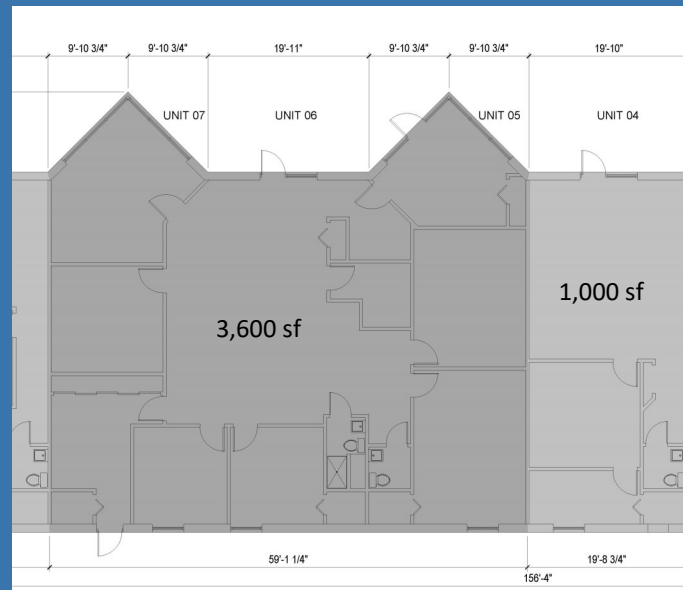 9'-10 3/4" 9'-10 3/4" 19'-11" 9'-10 3/4" 9'-10 3/4" 19'-10"
UNIT 07 UNIT 06 UNIT 05 UNIT 04
1,000 sf
3,600 sf
59'-1 1/4" 19'-8 3/4"
156'-4"